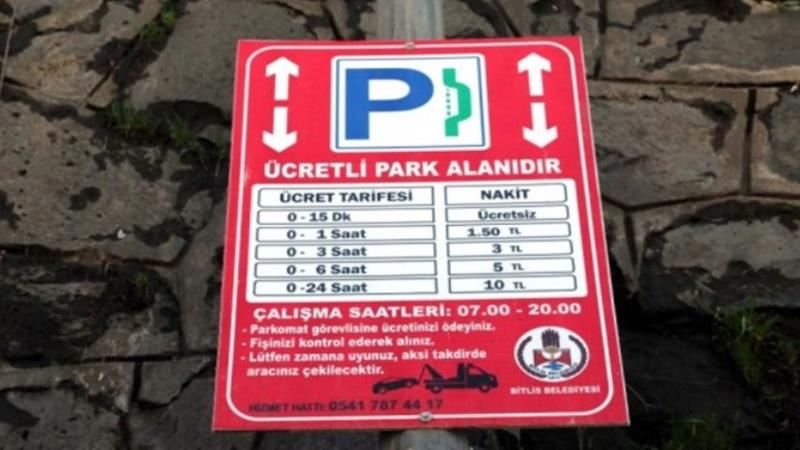 P
ÜCRETLİ PARK ALANIDIR
ÜCRET TARİFESİ NAKİT
0 - 15 Dk Ücretsiz
0 - 1 Saat 1.50 TL
0 - 3 Saat 3 TL
0 - 6 Saat 5 TL
0 -24 Saat 10 TL
ÇALIŞMA SAATLERİ: 07.00 - 20.00
- Parkomat görevlisine ücretinizi ödeyiniz.
- Fişinizi kontrol ederek alınız.
- Lütfen zamana uyunuz, aksi takdirde
aracınız çekilecektir.
BİTLİS BELEDİYESİ
HİZMET HATTI: 0541 787 44 17